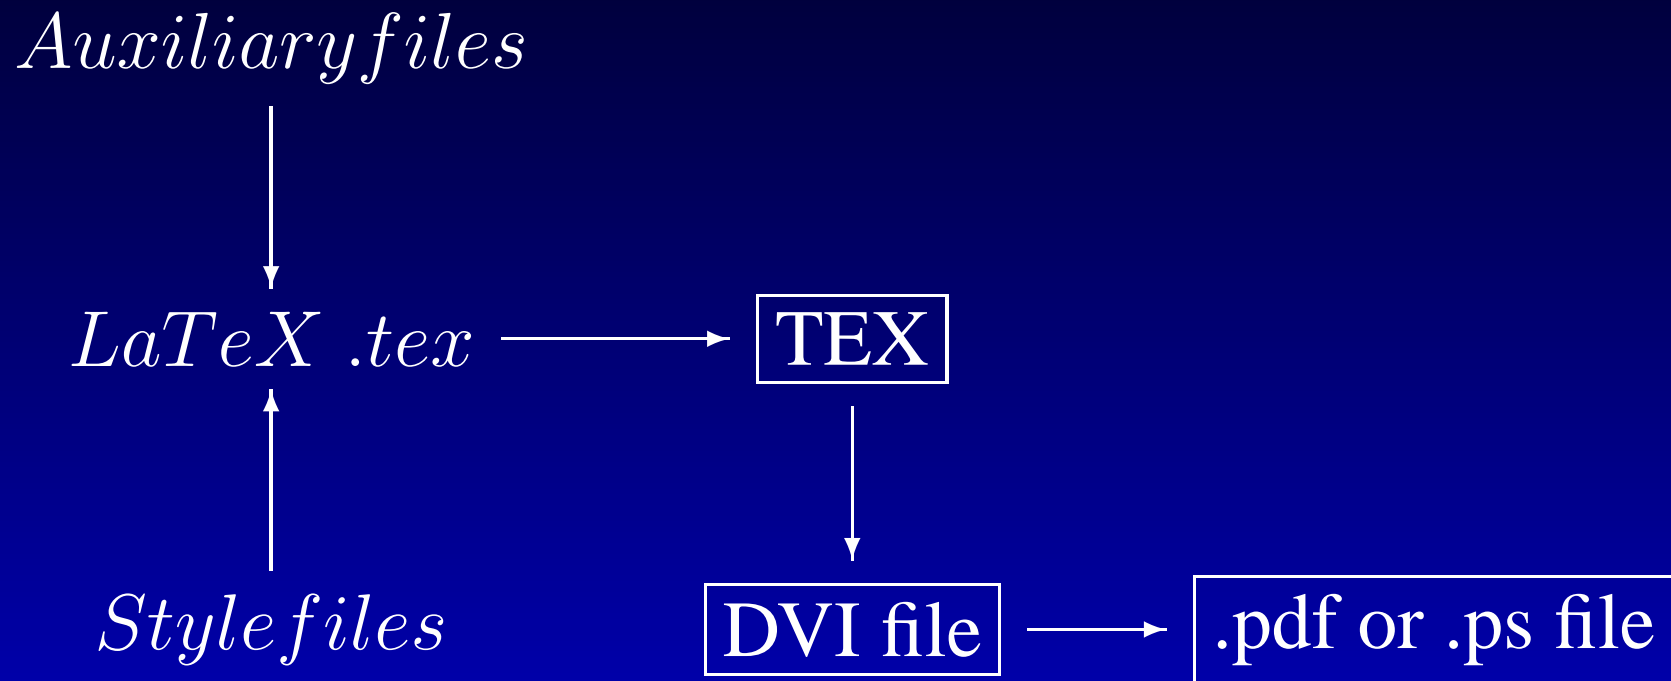 Auxiliaryfiles
LaTeX .tex
TEX
Stylefiles
DVI file
.pdf or .ps file